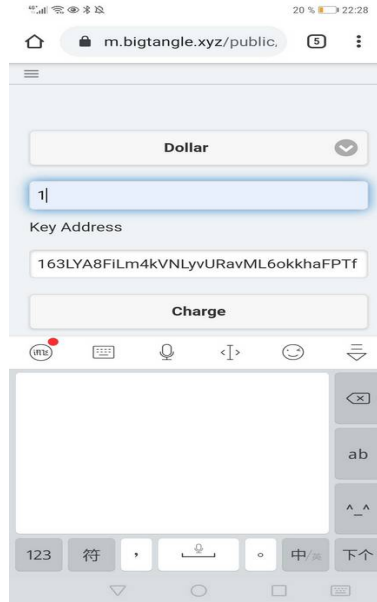 20 % 22:28
m.bigtangle.xyz/public,
5
Dollar
1
Key Address
163LYA8FiLm4kVNLyvURavML6okkhaFPTf
Charge
ab
^_^
123 符 , 。 中/英 下个